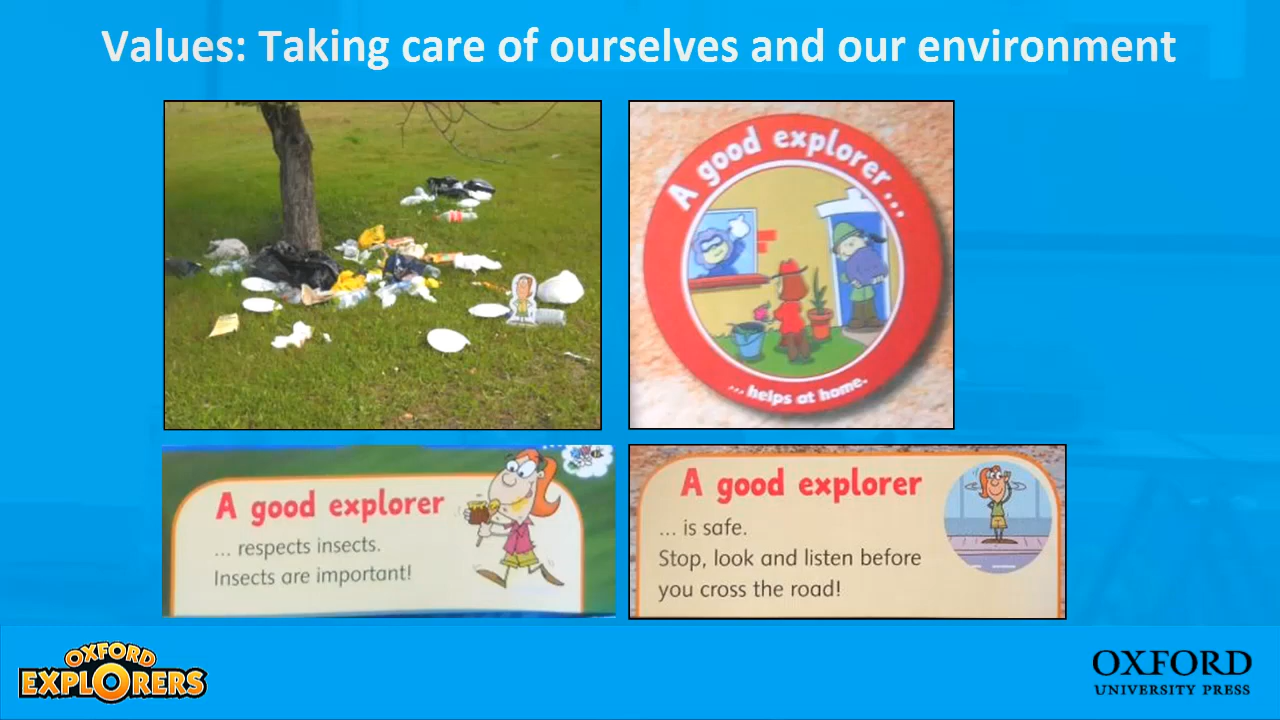 Values: Taking care of ourselves and our environment
A good explorer...
...helps at home.
A good explorer
... respects insects.
Insects are important!
A good explorer
... is safe.
Stop, look and listen before
you cross the road!
OXFORD
EXPLORERS
OXFORD
UNIVERSITY PRESS